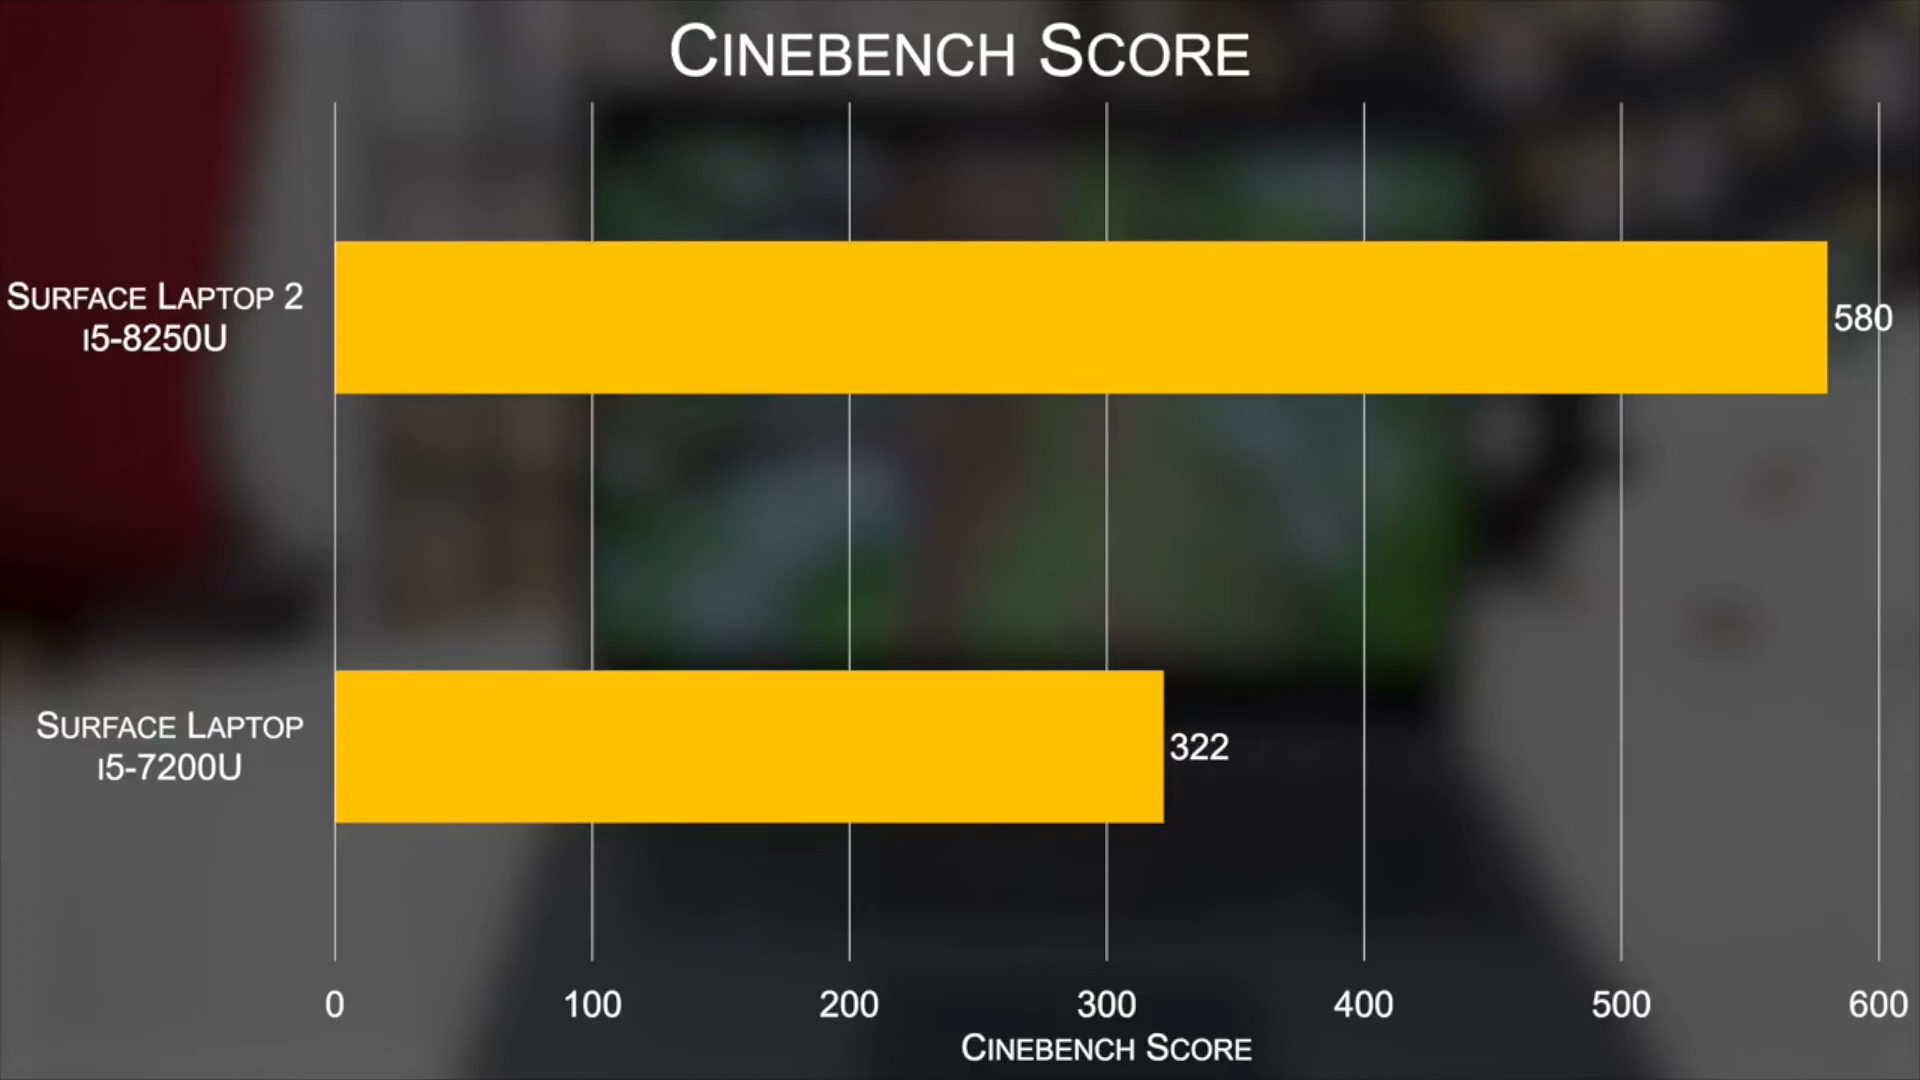 CINEBENCH SCORE
SURFACE LAPTOP 2
i5-8250U
580
SURFACE LAPTOP
i5-7200U
322
0 100 200 300 400 500 600
CINEBENCH SCORE